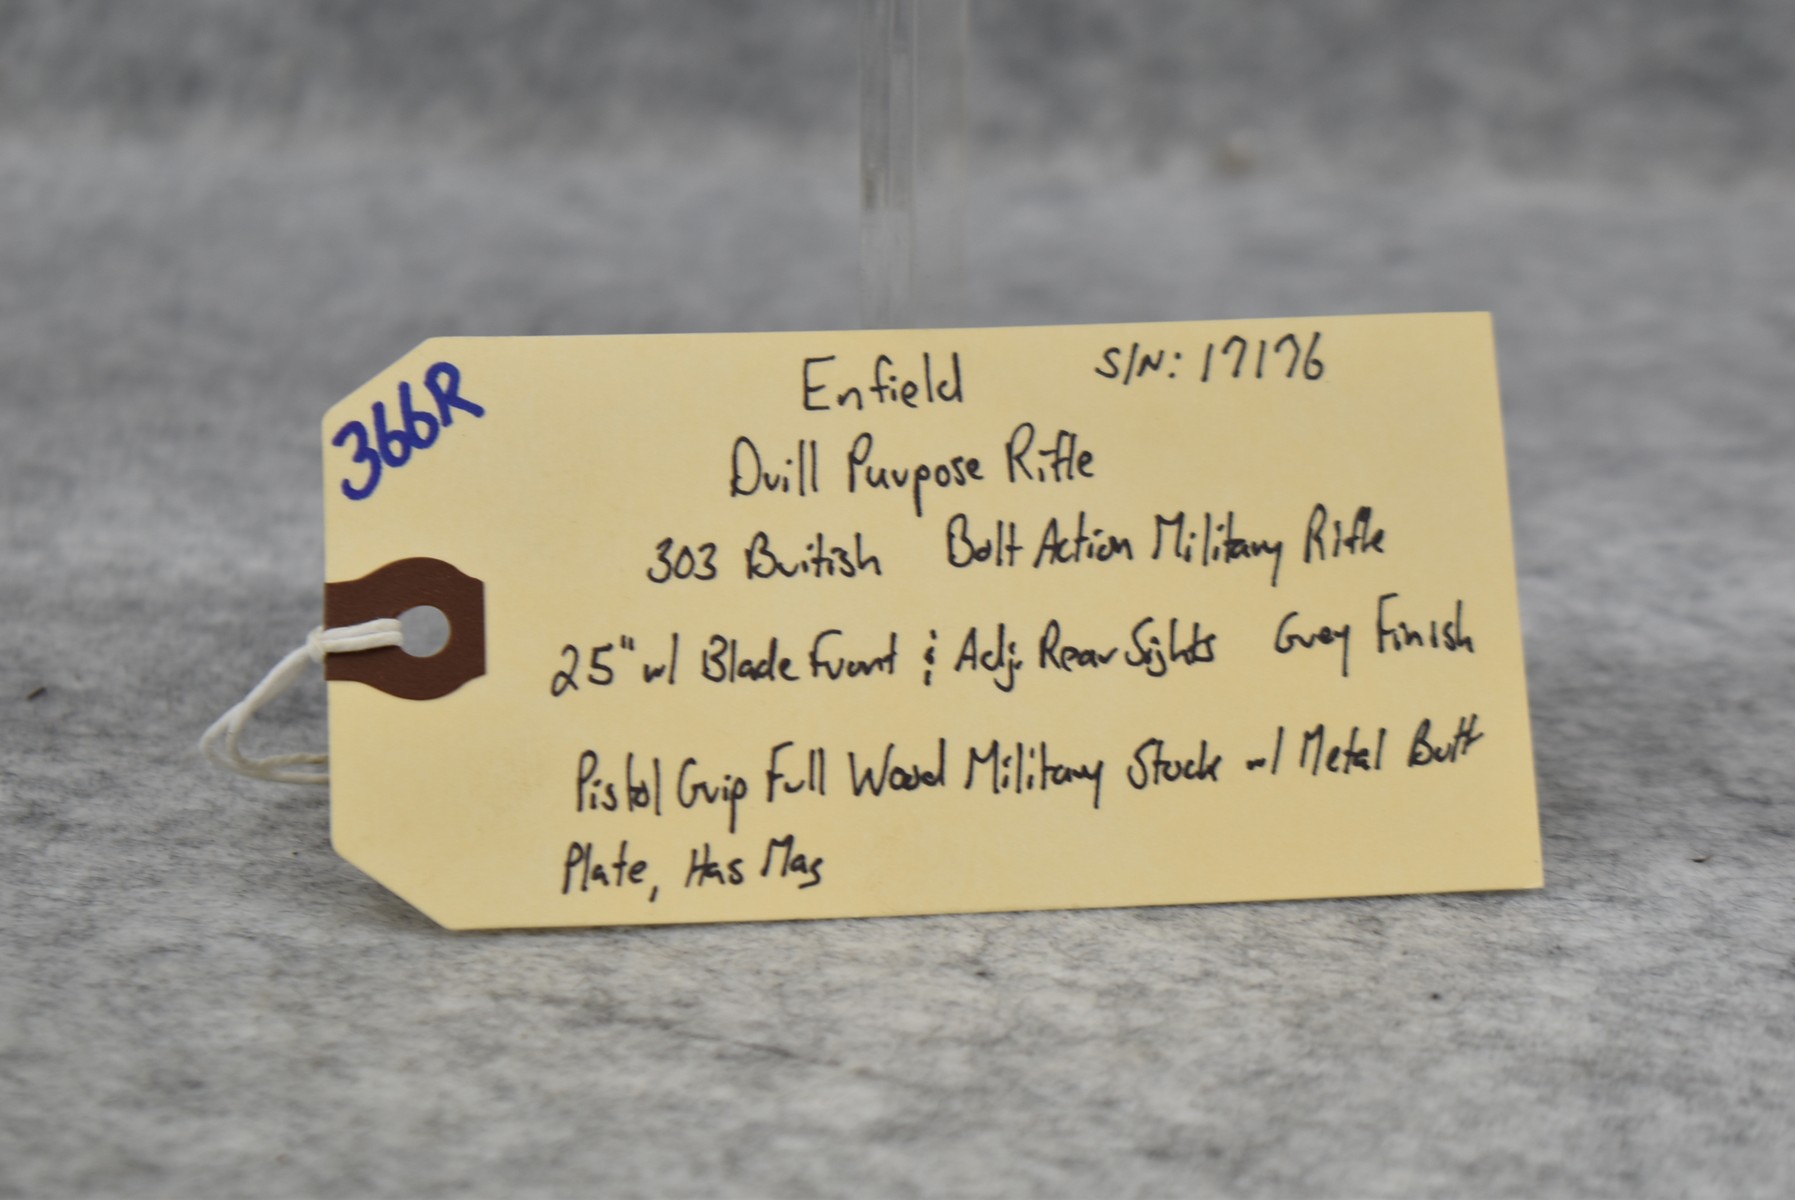 366R
Enfield S/N: 17176
Drill Purpose Rifle
303 British Bolt Action Military Rifle
25" w/ Blade Front & Adj. Rear Sights Grey Finish
Pistol Grip Full Wood Military Stock w/ Metal Butt
Plate, Has Mag